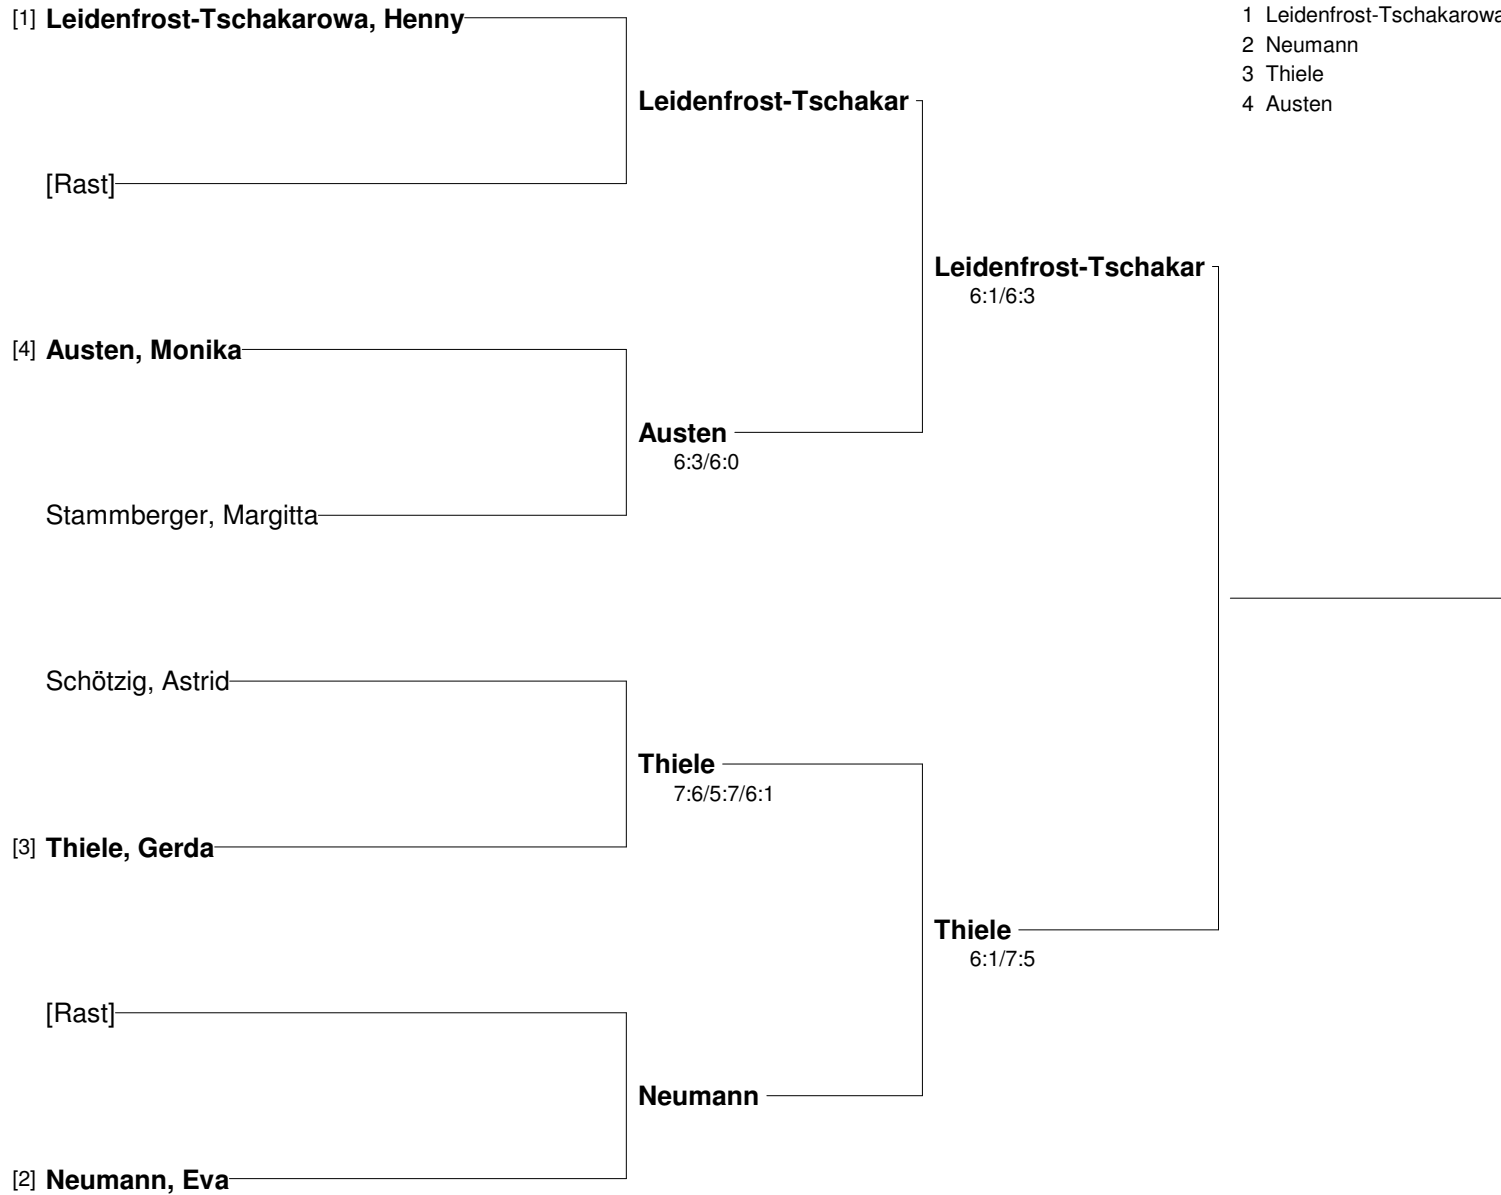 [1] Leidenfrost-Tschakarowa, Henny
1 Leidenfrost-Tschakarowa
2 Neumann
3 Thiele
4 Austen
Leidenfrost-Tschakar
[Rast]
Leidenfrost-Tschakar
6:1/6:3
[4] Austen, Monika
Austen
6:3/6:0
Stammberger, Margitta
Schötzig, Astrid
Thiele
7:6/5:7/6:1
[3] Thiele, Gerda
Thiele
6:1/7:5
[Rast]
Neumann
[2] Neumann, Eva